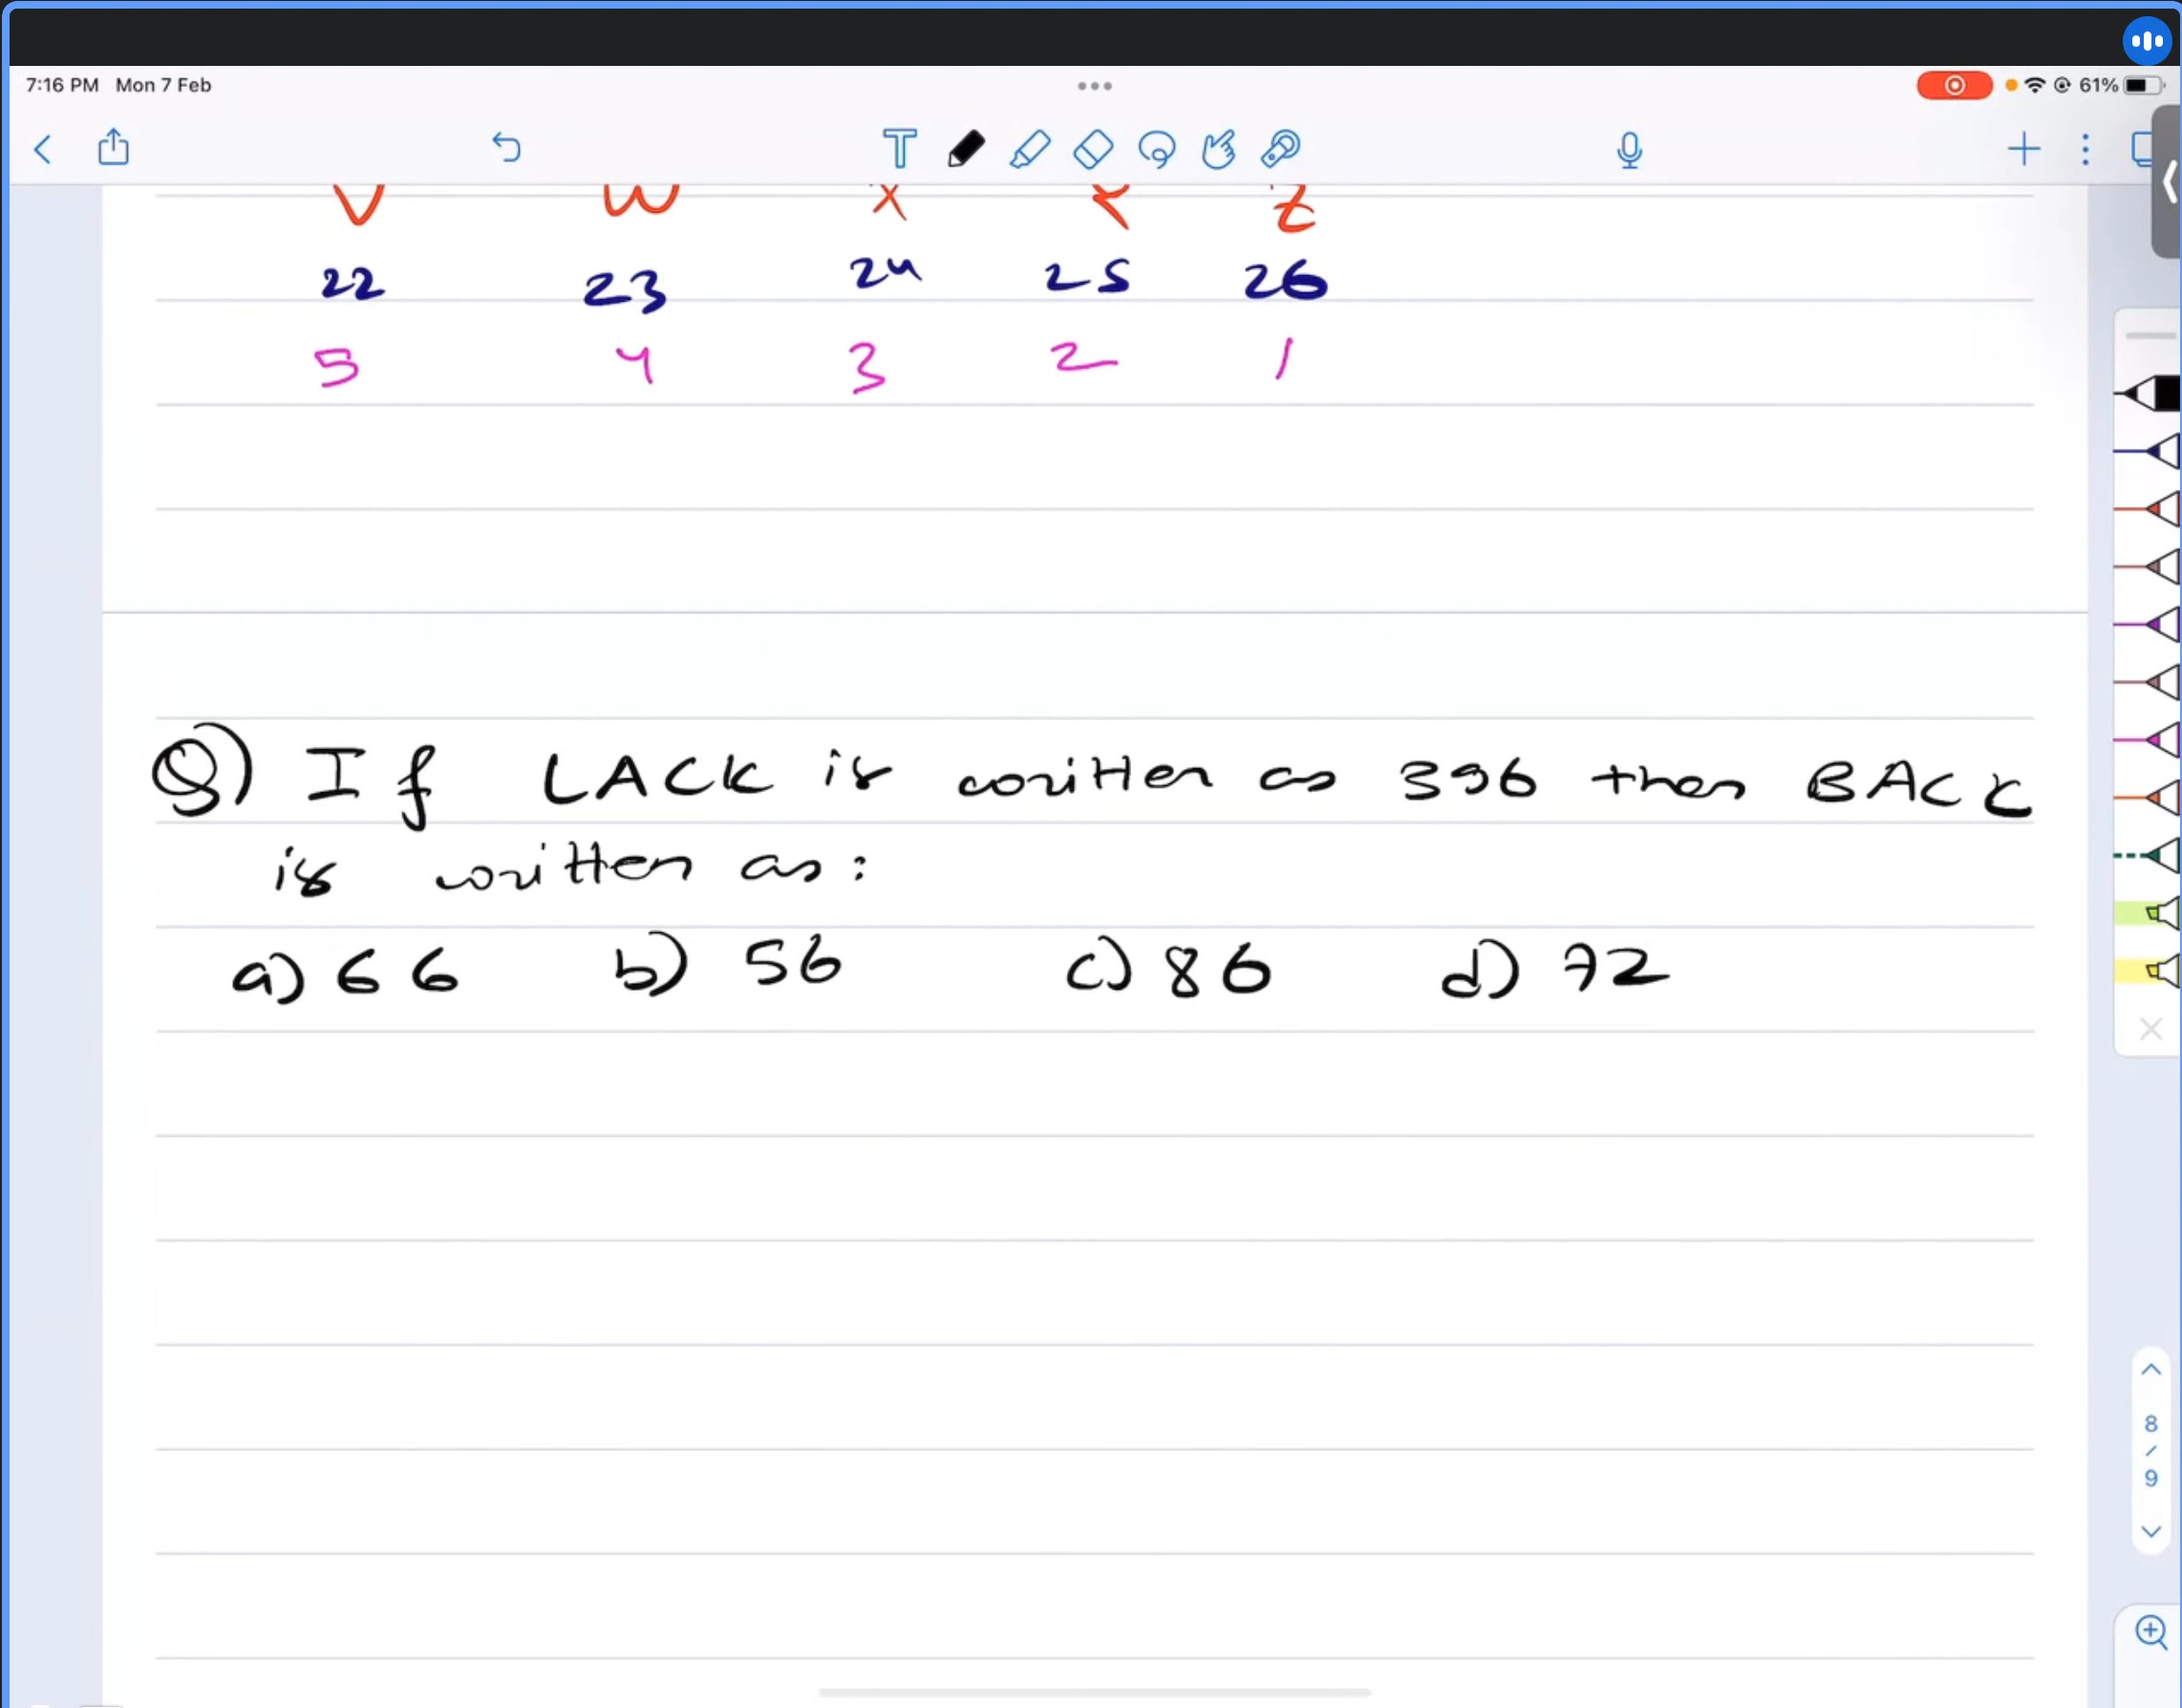 7:16 PM Mon 7 Feb
61%
V W X Y Z
22 23 24 25 26
5 4 3 2 1
Q) If LACK is written as 396 then BACK
is written as:
a) 66 b) 56 c) 86 d) 72
8
/
9